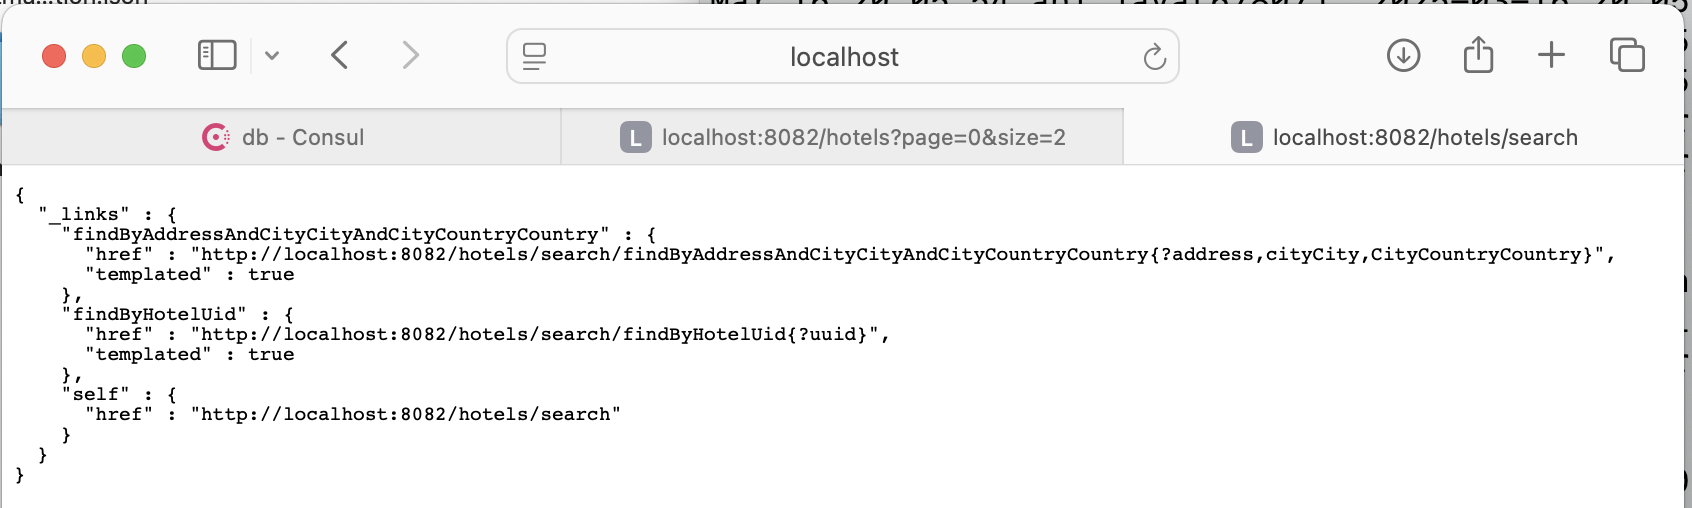 localhost
db - Consul
L localhost:8082/hotels?page=0&size=2
L localhost:8082/hotels/search
{
"_links" : {
"findByAddressAndCityCityAndCityCountryCountry" : {
"href" : "http://localhost:8082/hotels/search/findByAddressAndCityCityAndCityCountryCountry{?address,cityCity,CityCountryCountry}",
"templated" : true
},
"findByHotelUid" : {
"href" : "http://localhost:8082/hotels/search/findByHotelUid{?uuid}",
"templated" : true
},
"self" : {
"href" : "http://localhost:8082/hotels/search"
}
}
}